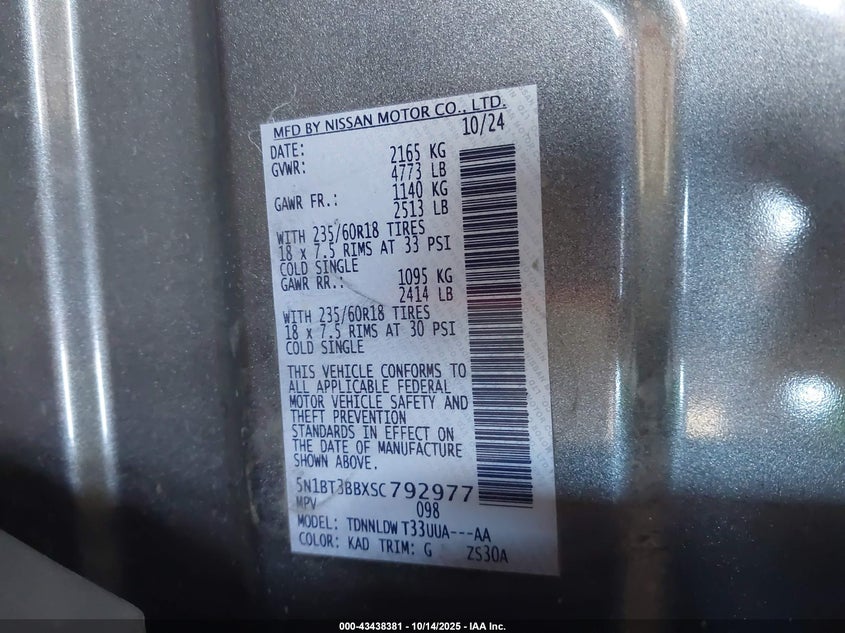 MFD BY NISSAN MOTOR CO., LTD.
DATE: 10/24
GVWR: 2165 KG
4773 LB
GAWR FR.: 1140 KG
2513 LB
WITH 235/60R18 TIRES
18 x 7.5 RIMS AT 33 PSI
COLD SINGLE
GAWR RR.: 1095 KG
2414 LB
WITH 235/60R18 TIRES
18 x 7.5 RIMS AT 30 PSI
COLD SINGLE
THIS VEHICLE CONFORMS TO
ALL APPLICABLE FEDERAL
MOTOR VEHICLE SAFETY AND
THEFT PREVENTION
STANDARDS IN EFFECT ON
THE DATE OF MANUFACTURE
SHOWN ABOVE.
5N1BT3BBXSC792977
MPV 098
MODEL: TDNNLDW T33UUA---AA
COLOR: KAD TRIM: G ZS30A
000-43438381 | 10/14/2025 - IAA Inc.